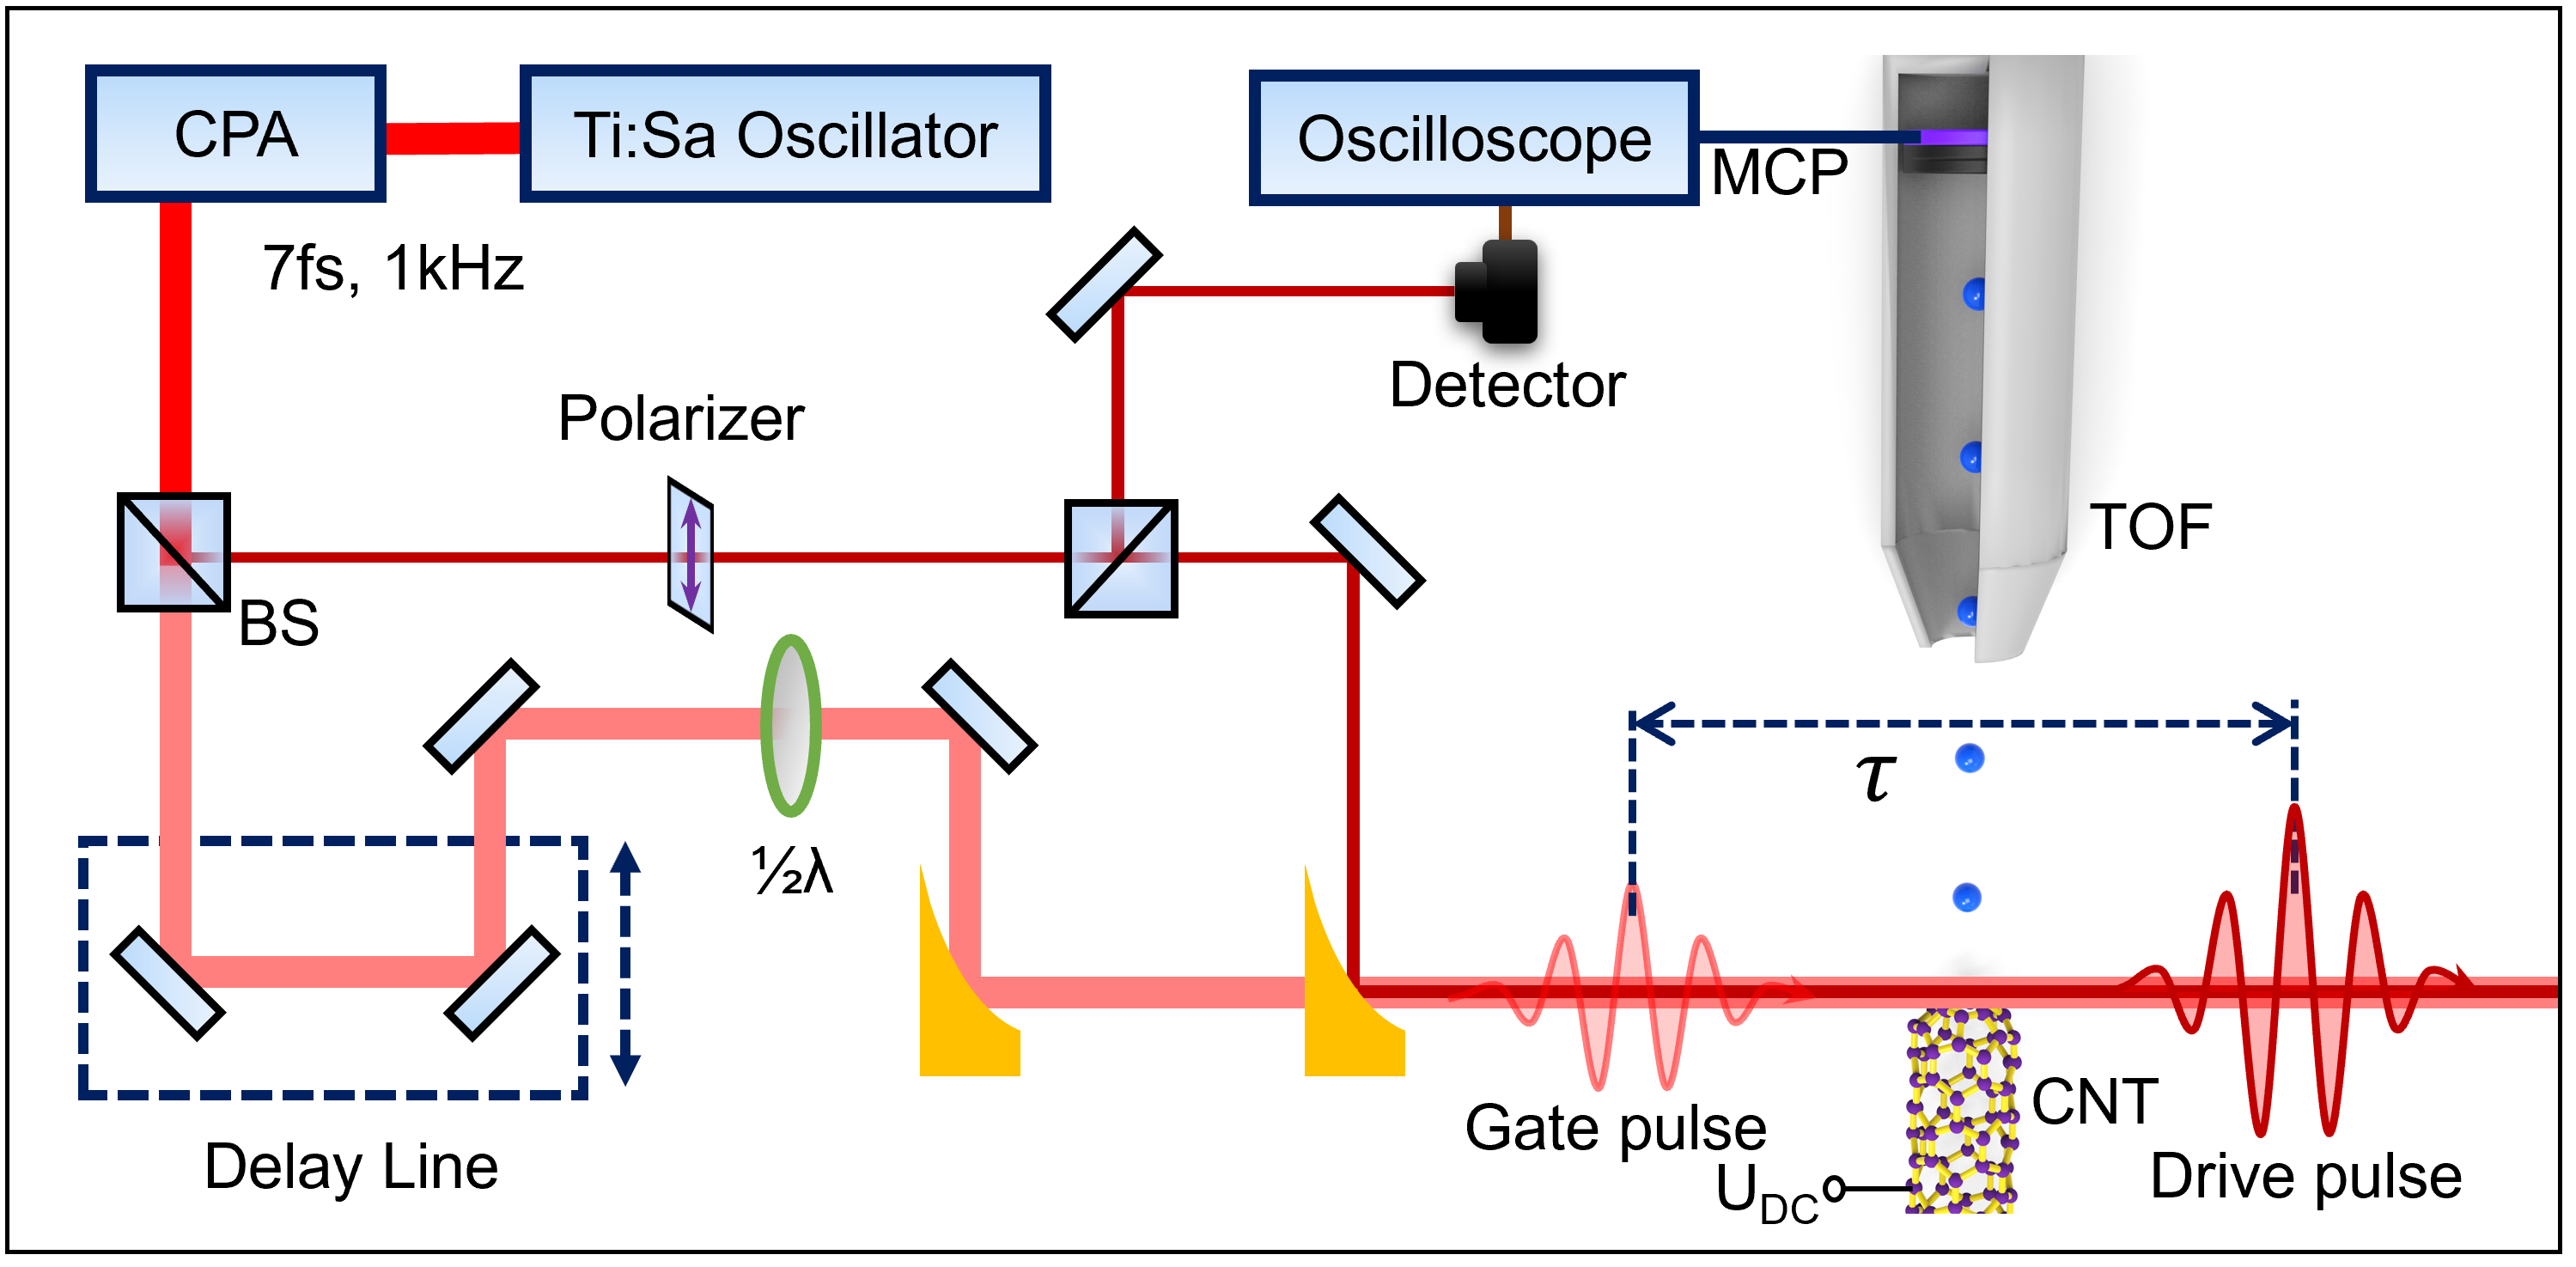 CPA
Ti:Sa Oscillator
Oscilloscope
MCP
7fs, 1kHz
Detector
Polarizer
TOF
BS
τ
½λ
CNT
Gate pulse
Drive pulse
Delay Line
U_DC